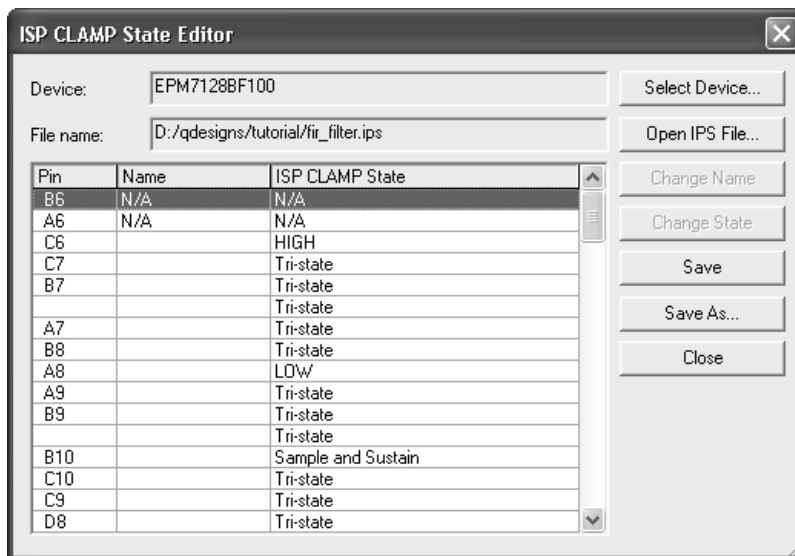 ISP CLAMP State Editor
Device: EPM7128BF100 Select Device...
File name: D:/qdesigns/tutorial/fir_filter.ips Open IPS File...
Pin Name ISP CLAMP State
B6 N/A N/A
A6 N/A N/A
C6 HIGH
C7 Tri-state
B7 Tri-state
Tri-state
A7 Tri-state
B8 Tri-state
A8 LOW
A9 Tri-state
B9 Tri-state
Tri-state
B10 Sample and Sustain
C10 Tri-state
C9 Tri-state
D8 Tri-state
Change Name
Change State
Save
Save As...
Close